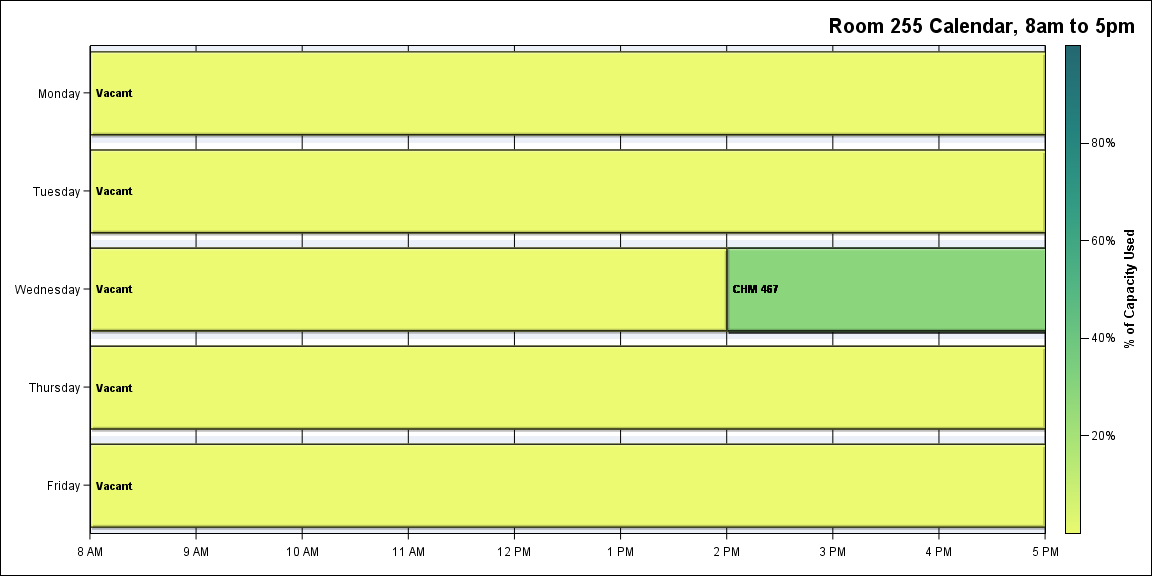 Room 255 Calendar, 8am to 5pm
Monday
Vacant
Tuesday
Vacant
Wednesday
Vacant
CHM 467
Thursday
Vacant
Friday
Vacant
8 AM 9 AM 10 AM 11 AM 12 PM 1 PM 2 PM 3 PM 4 PM 5 PM
80%
60%
40%
20%
% of Capacity Used